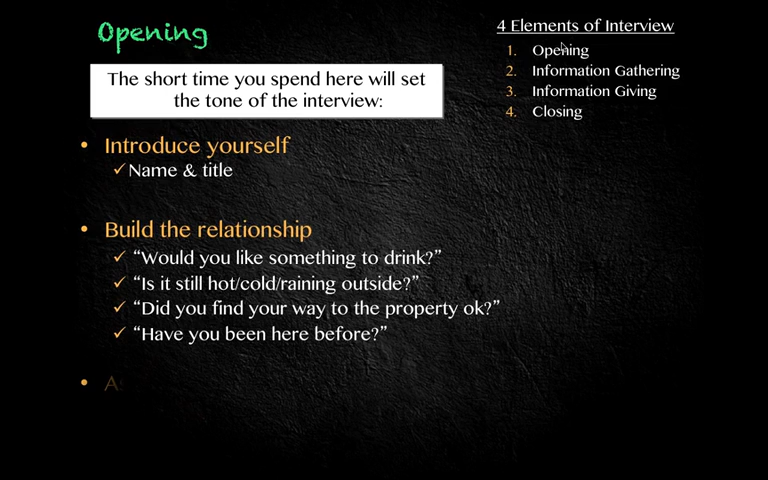 Opening
4 Elements of Interview
1. Opening
2. Information Gathering
3. Information Giving
4. Closing
The short time you spend here will set
the tone of the interview:
• Introduce yourself
✓Name & title
• Build the relationship
✓ “Would you like something to drink?”
✓ “Is it still hot/cold/raining outside?”
✓ “Did you find your way to the property ok?”
✓ “Have you been here before?”